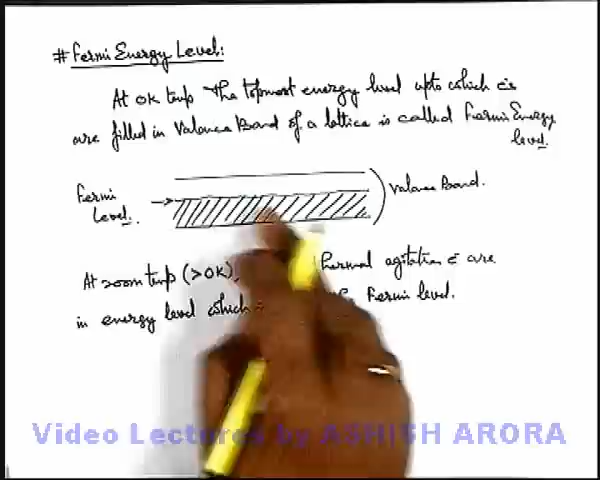 # Fermi Energy Level:
At 0K temp the topmost energy level upto which e⁻s
are filled in Valance Band of a lattice is called Fermi Energy
level.
Fermi
Level.
Valance Band.
At room temp (>0K), thermal agitation e⁻ are
in energy level which Fermi level.
Video Lectures by ASHISH ARORA